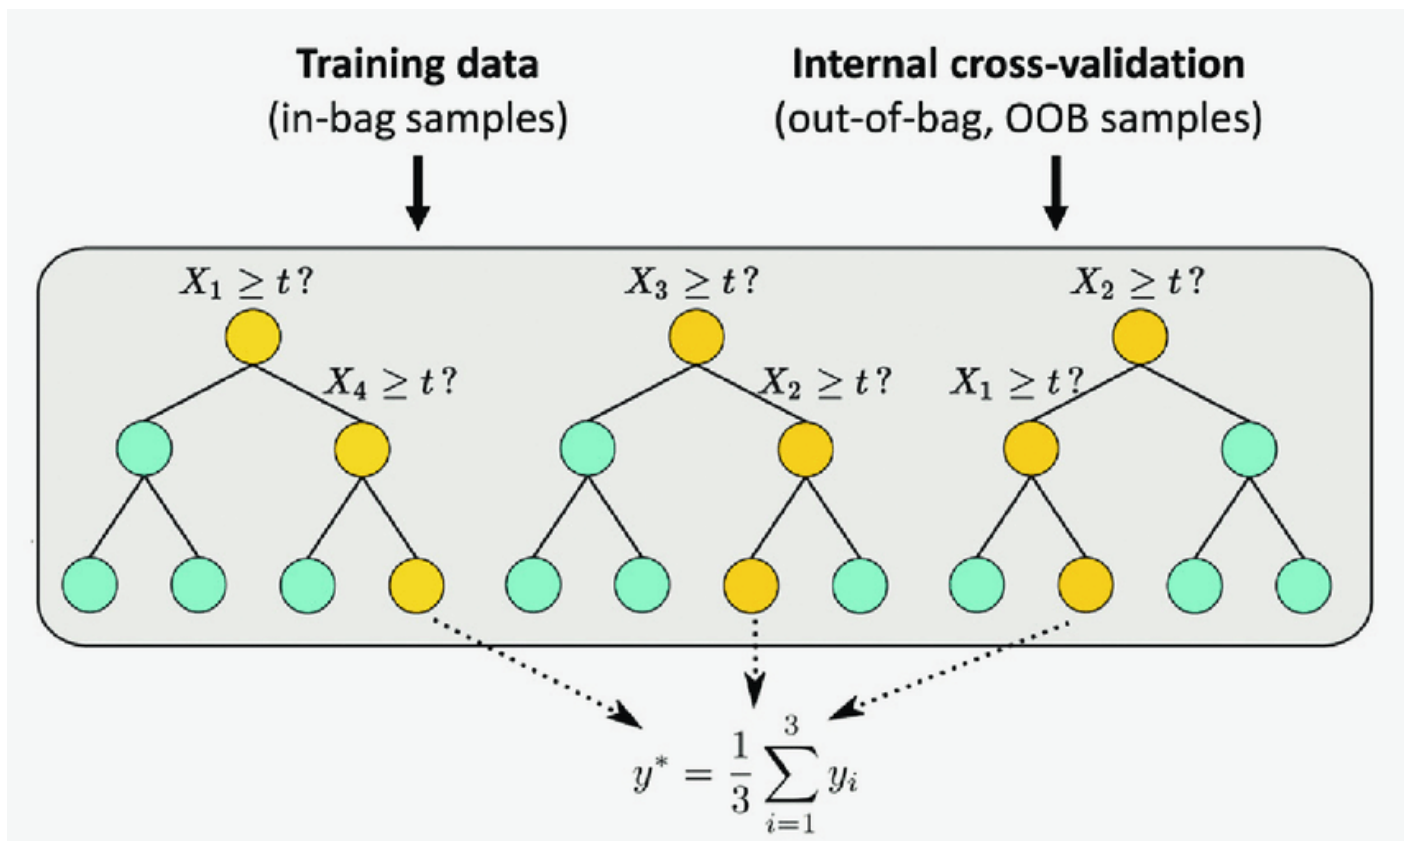 Training data
(in-bag samples)
Internal cross-validation
(out-of-bag, OOB samples)
X₁ ≥ t?
X₃ ≥ t?
X₂ ≥ t?
X₄ ≥ t?
X₂ ≥ t?
X₁ ≥ t?
y* = 1/3 ∑_{i=1}^{3} yᵢ